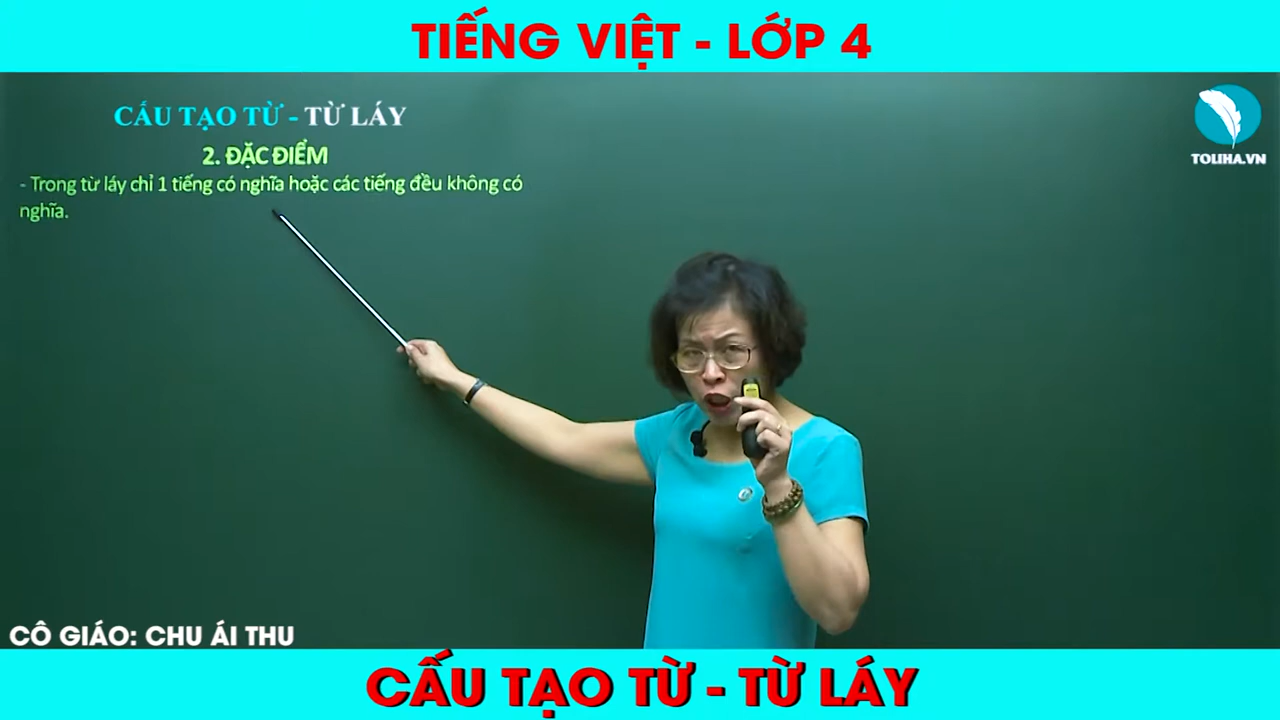 TIẾNG VIỆT - LỚP 4
CẤU TẠO TỪ - TỪ LÁY
2. ĐẶC ĐIỂM
- Trong từ láy chỉ 1 tiếng có nghĩa hoặc các tiếng đều không có
nghĩa.
TOLIHA.VN
CÔ GIÁO: CHU ÁI THU
CẤU TẠO TỪ - TỪ LÁY